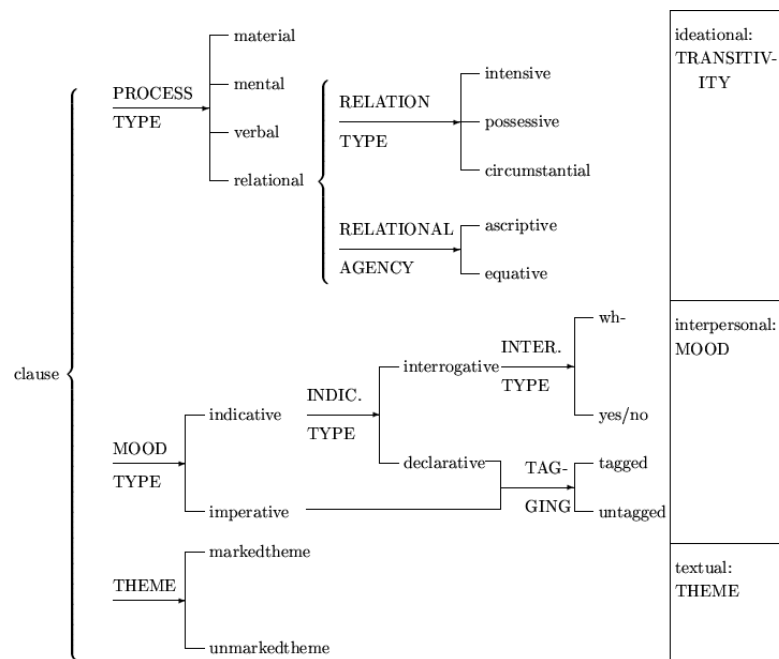 clause
PROCESS
TYPE
material
mental
verbal
relational
RELATION
TYPE
intensive
possessive
circumstantial
RELATIONAL
AGENCY
ascriptive
equative
MOOD
TYPE
indicative
imperative
INDIC.
TYPE
interrogative
declarative
INTER.
TYPE
wh-
yes/no
TAG-
GING
tagged
untagged
THEME
markedtheme
unmarkedtheme
ideational:
TRANSITIV-
ITY
interpersonal:
MOOD
textual:
THEME